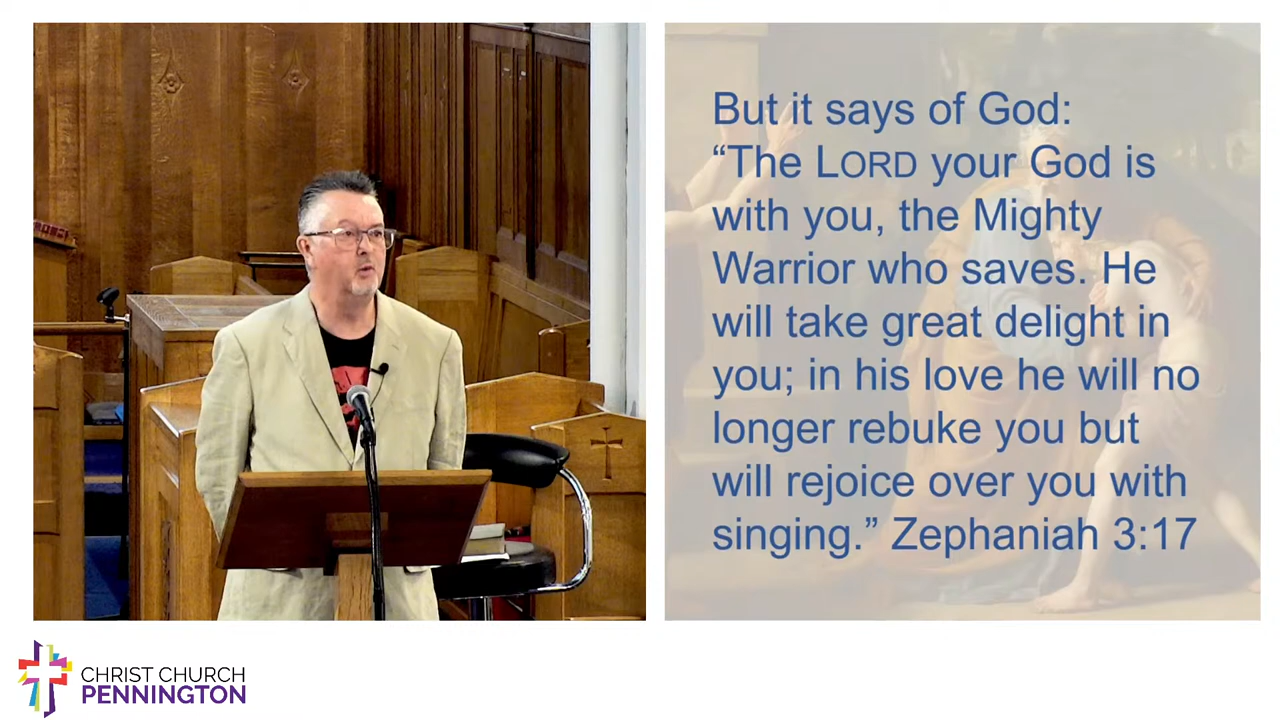 But it says of God:
“The LORD your God is
with you, the Mighty
Warrior who saves. He
will take great delight in
you; in his love he will no
longer rebuke you but
will rejoice over you with
singing.” Zephaniah 3:17
CHRIST CHURCH
PENNINGTON